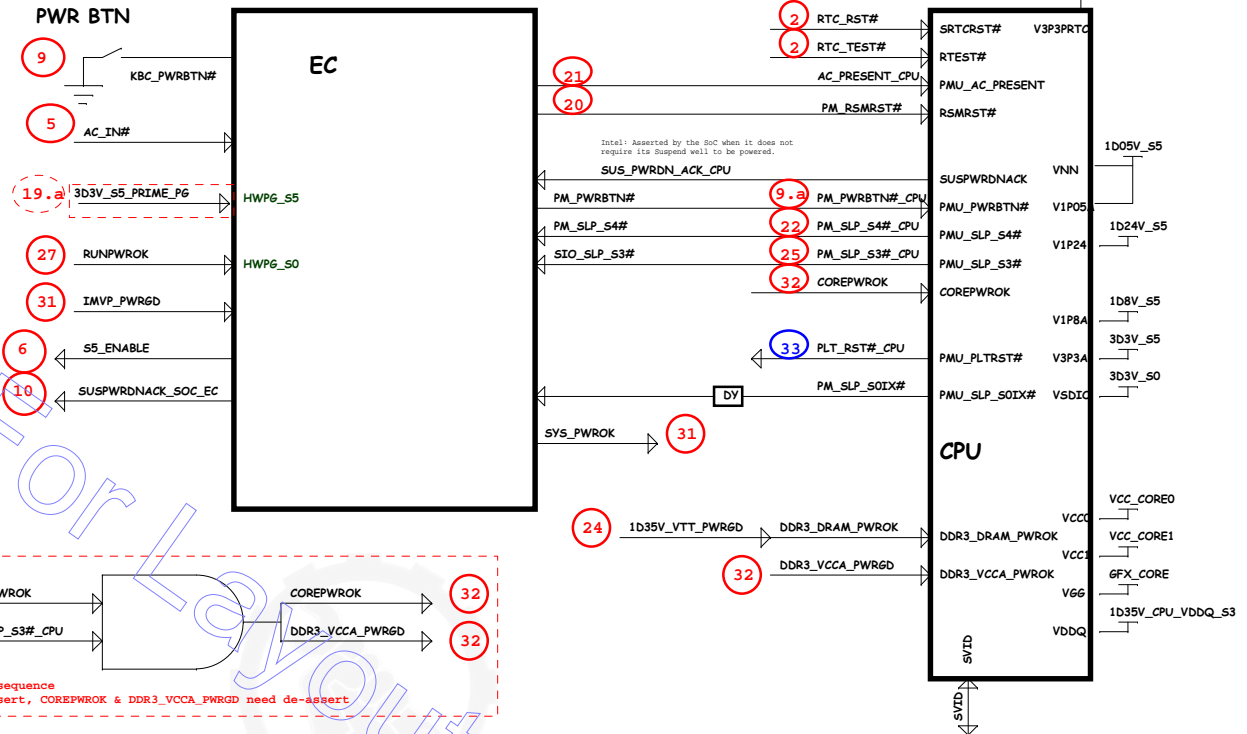 PWR BTN
9
KBC_PWRBTN#
EC
5
AC_IN#
19.a
3D3V_S5_PRIME_PG
HWPG_S5
27
RUNPWROK
HWPG_S0
31
IMVP_PWRGD
6
S5_ENABLE
10
SUSPWRDNACK_SOC_EC
2
RTC_RST#
SRTCRST#
V3P3PRTC
2
RTC_TEST#
RTEST#
21
AC_PRESENT_CPU
PMU_AC_PRESENT
20
PM_RSMRST#
RSMRST#
Intel: Asserted by the SoC when it does not
require its Suspend well to be powered.
SUS_PWRDN_ACK_CPU
SUSPWRDNACK
VNN
1D05V_S5
PM_PWRBTN#
9.a
PM_PWRBTN#_CPU
PMU_PWRBTN#
V1P05A
PM_SLP_S4#
22
PM_SLP_S4#_CPU
PMU_SLP_S4#
V1P24
1D24V_S5
SIO_SLP_S3#
25
PM_SLP_S3#_CPU
PMU_SLP_S3#
32
COREPWROK
COREPWROK
V1P8A
1D8V_S5
33
PLT_RST#_CPU
PMU_PLTRST#
V3P3A
3D3V_S5
DY
PM_SLP_S0IX#
PMU_SLP_S0IX#
VSDIO
3D3V_S0
SYS_PWROK
31
CPU
24
1D35V_VTT_PWRGD
DDR3_DRAM_PWROK
DDR3_DRAM_PWROK
VCC0
VCC_CORE0
VCC1
VCC_CORE1
32
DDR3_VCCA_PWRGD
DDR3_VCCA_PWROK
VGG
GFX_CORE
VDDQ
1D35V_CPU_VDDQ_S3
SVID
SVID
WROK
P_S3#_CPU
COREPWROK
32
DDR3_VCCA_PWRGD
32
sequence
sert, COREPWROK & DDR3_VCCA_PWRGD need de-assert
For Layout